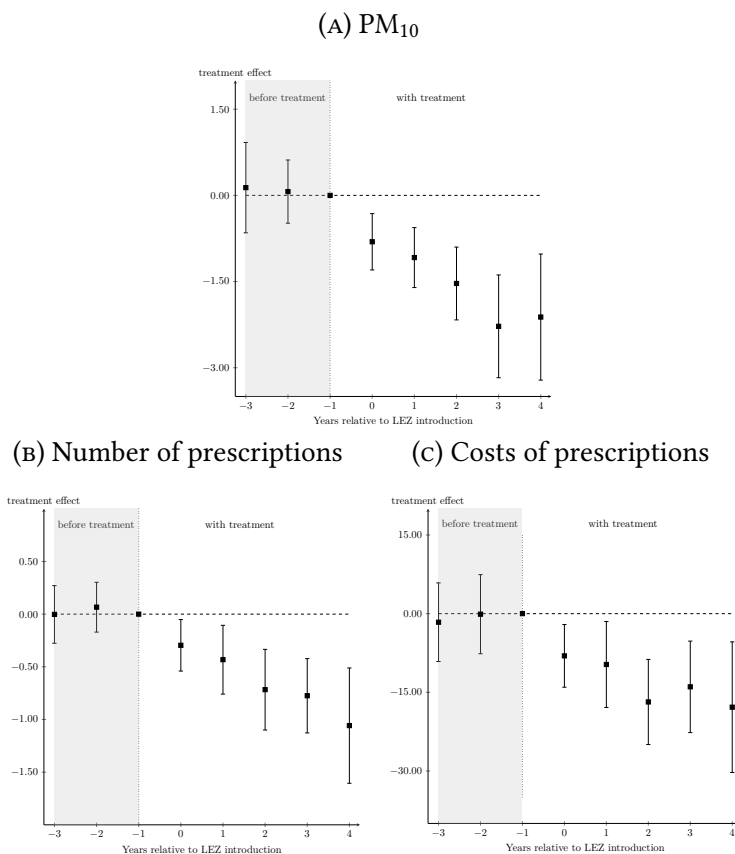 (A) PM₁₀
treatment effect
before treatment
with treatment
1.50
0.00
−1.50
−3.00
−3 −2 −1 0 1 2 3 4
Years relative to LEZ introduction
(B) Number of prescriptions
treatment effect
before treatment
with treatment
0.50
0.00
−0.50
−1.00
−1.50
−3 −2 −1 0 1 2 3 4
Years relative to LEZ introduction
(C) Costs of prescriptions
treatment effect
before treatment
with treatment
15.00
0.00
−15.00
−30.00
−3 −2 −1 0 1 2 3 4
Years relative to LEZ introduction